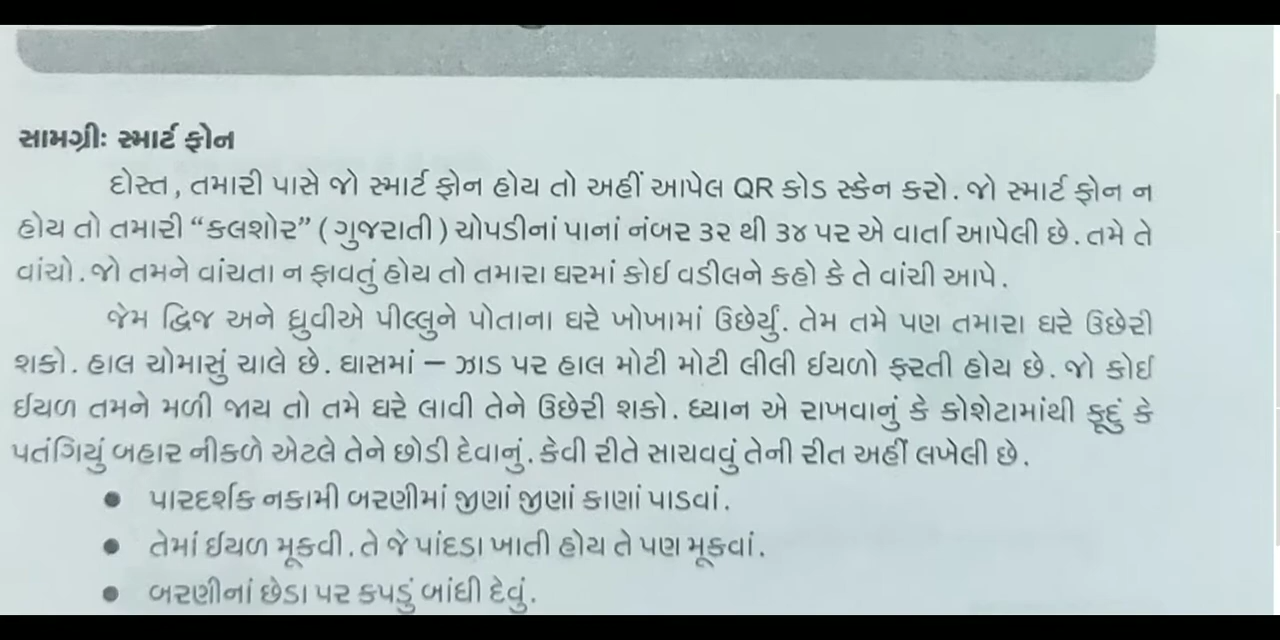 સામગ્રીઃ સ્માર્ટ ફોન
દોસ્ત, તમારી પાસે જો સ્માર્ટ ફોન હોય તો અહીં આપેલ QR કોડ સ્કેન કરો. જો સ્માર્ટ ફોન ન
હોય તો તમારી “કલશોર” (ગુજરાતી) ચોપડીનાં પાનાં નંબર ૩૨ થી ૩૪ પર એ વાર્તા આપેલી છે. તમે તે
વાંચો. જો તમને વાંચતા ન ફાવતું હોય તો તમારા ઘરમાં કોઈ વડીલને કહો કે તે વાંચી આપે.
જેમ દ્વિજ અને ધ્રુવીએ પીલ્લુને પોતાના ઘરે ખોખામાં ઉછેર્યું. તેમ તમે પણ તમારા ઘરે ઉછેરી
શકો. હાલ ચોમાસું ચાલે છે. ઘાસમાં – ઝાડ પર હાલ મોટી મોટી લીલી ઈયળો ફરતી હોય છે. જો કોઈ
ઈયળ તમને મળી જાય તો તમે ઘરે લાવી તેને ઉછેરી શકો. ધ્યાન એ રાખવાનું કે કોશેટામાંથી ફૂદું કે
પતંગિયું બહાર નીકળે એટલે તેને છોડી દેવાનું. કેવી રીતે સાચવવું તેની રીત અહીં લખેલી છે.
● પારદર્શક નકામી બરણીમાં જીણાં જીણાં કાણાં પાડવાં.
● તેમાં ઈયળ મૂકવી. તે જે પાંદડા ખાતી હોય તે પણ મૂકવાં.
● બરણીનાં છેડા પર કપડું બાંધી દેવું.